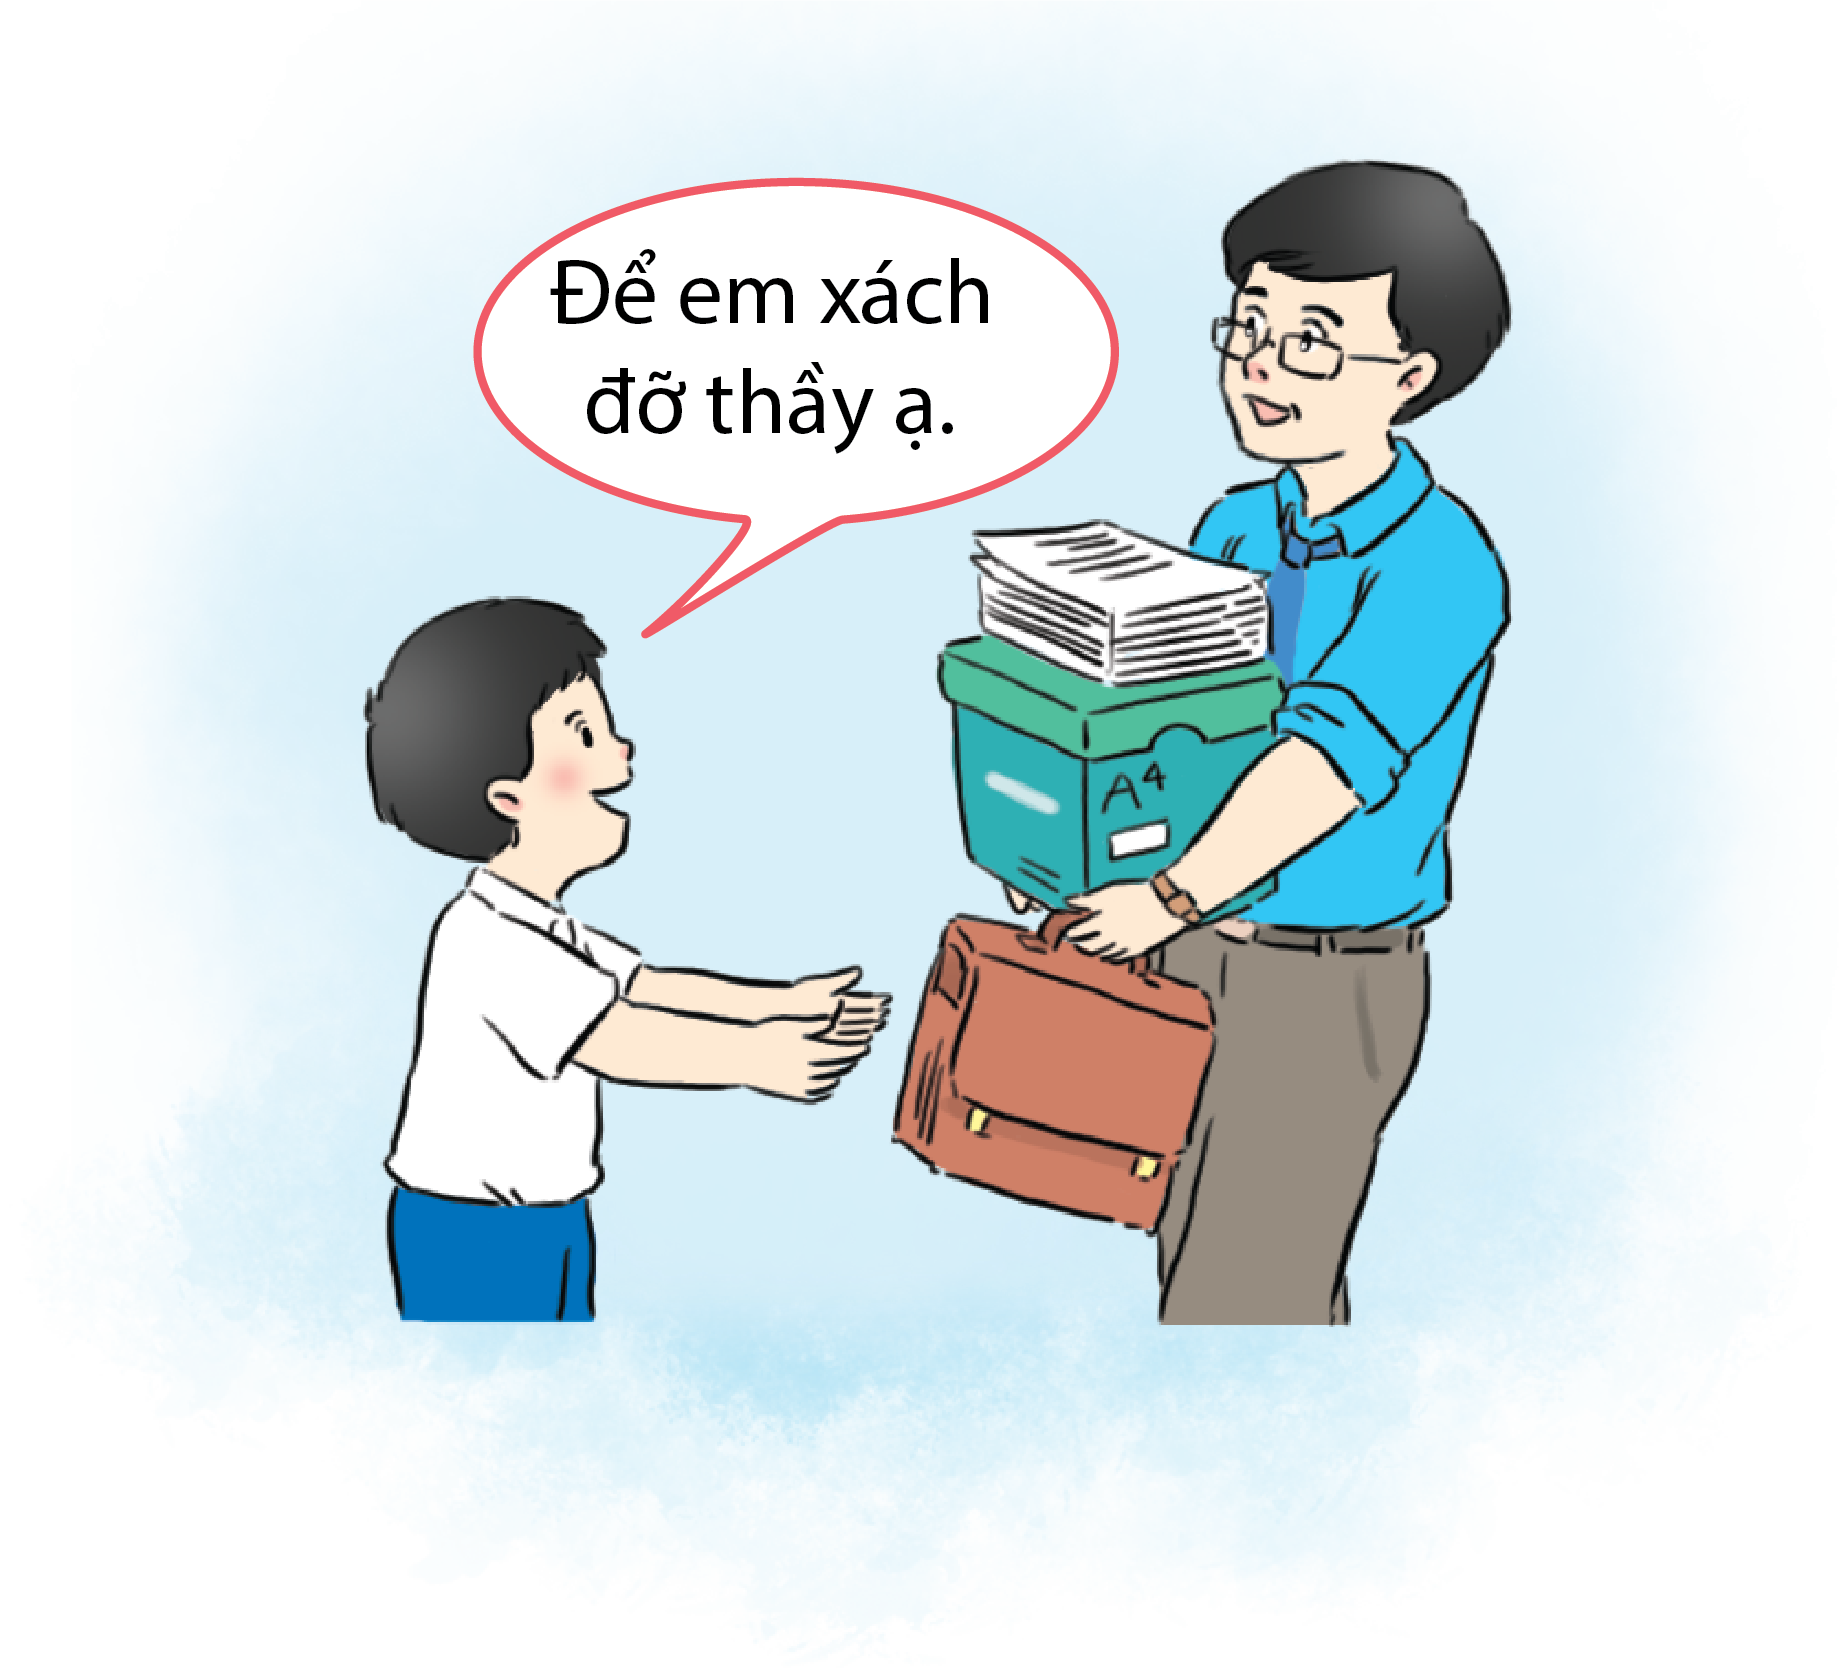 Để em xách
đỡ thầy ạ.
A4